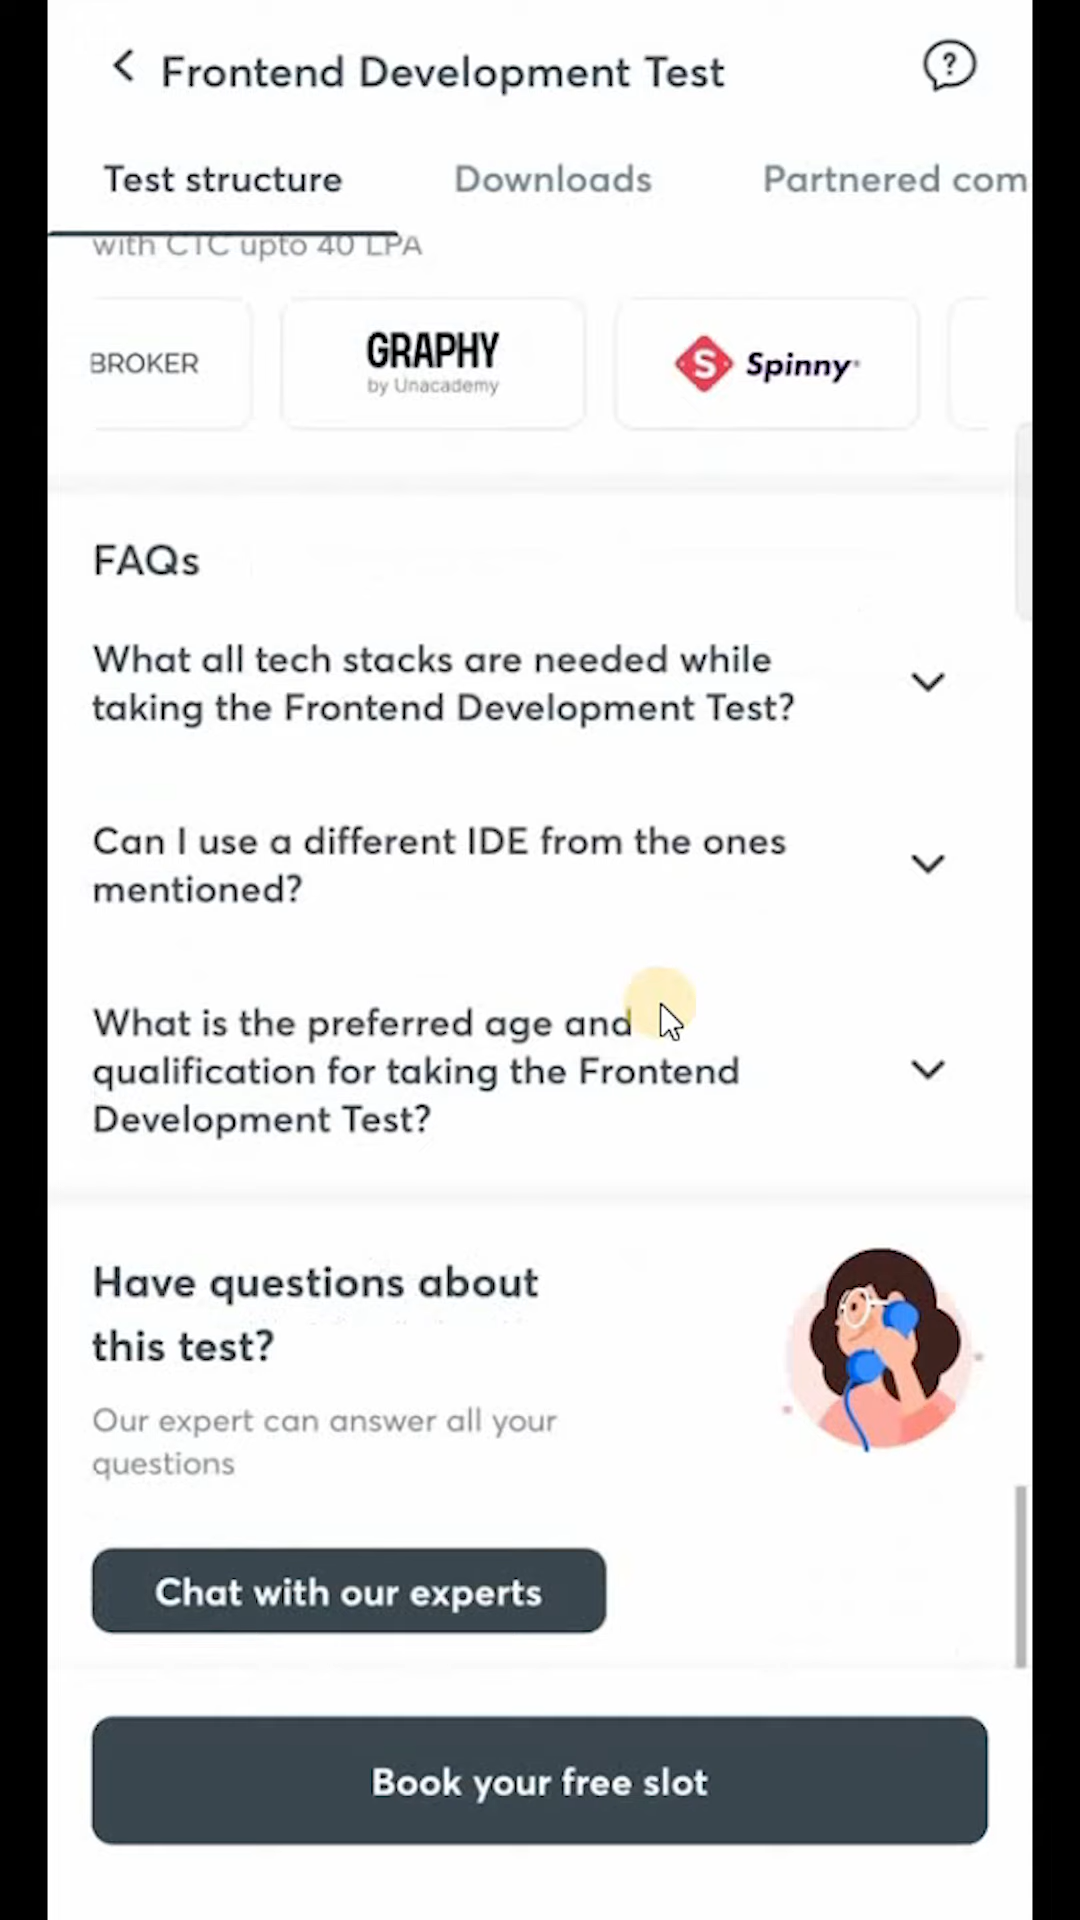 Frontend Development Test
?
Test structure
Downloads
Partnered com
with CTC upto 40 LPA
BROKER
GRAPHY
by Unacademy
S Spinny
FAQs
What all tech stacks are needed while
taking the Frontend Development Test?
Can I use a different IDE from the ones
mentioned?
What is the preferred age and
qualification for taking the Frontend
Development Test?
Have questions about
this test?
Our expert can answer all your
questions
Chat with our experts
Book your free slot